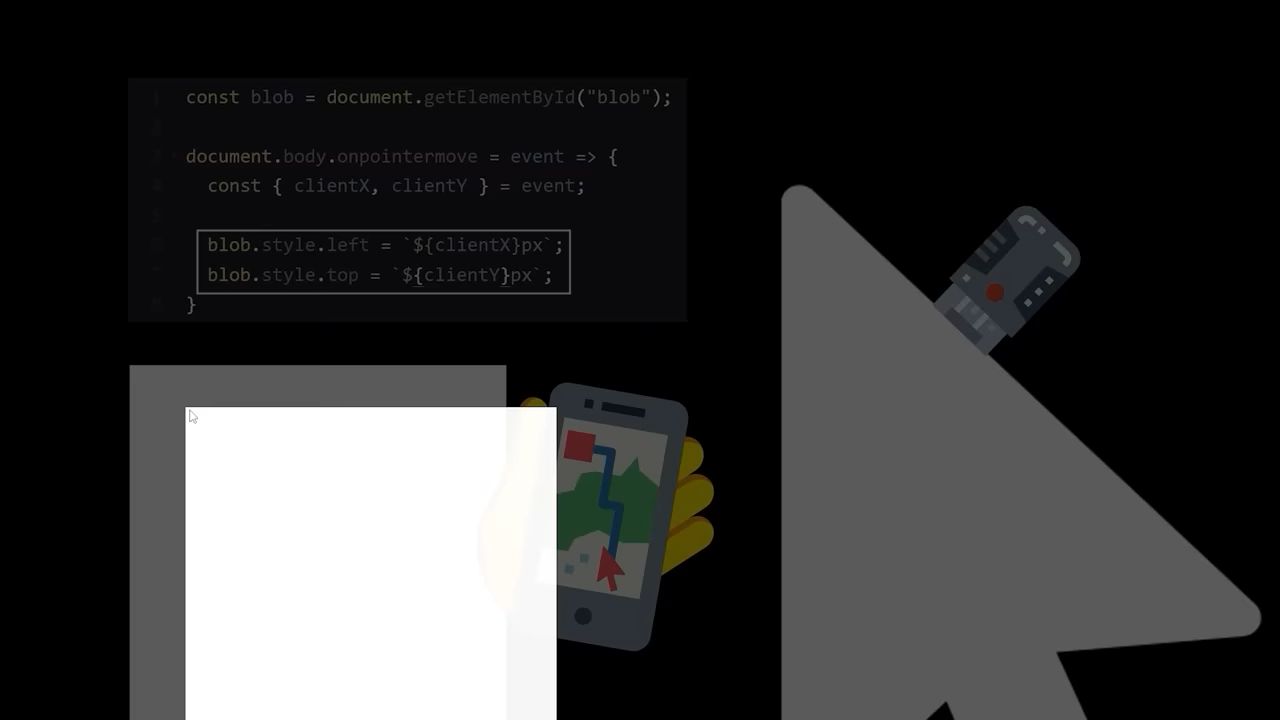 const blob = document.getElementById("blob");
document.body.onpointermove = event => {
const { clientX, clientY } = event;
blob.style.left = `${clientX}px`;
blob.style.top = `${clientY}px`;
}